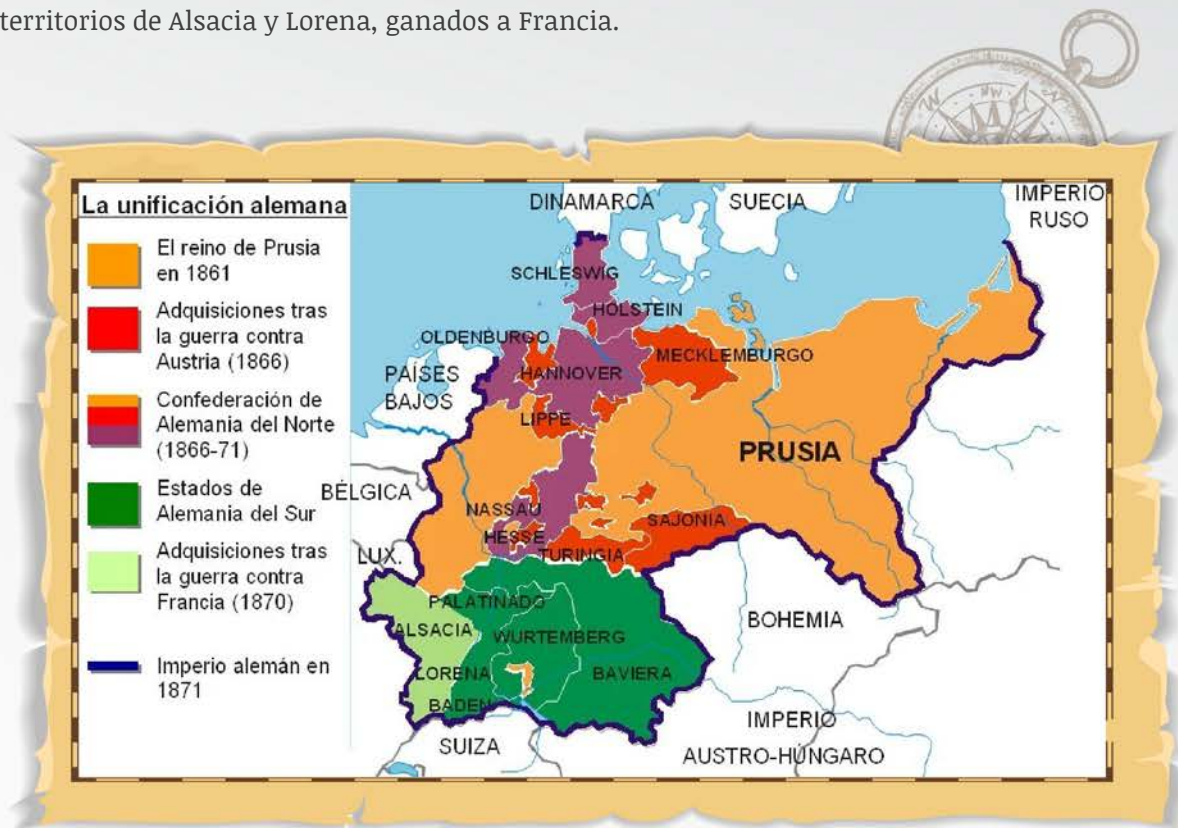 territorios de Alsacia y Lorena, ganados a Francia.
NW
N
W
La unificación alemana
El reino de Prusia
en 1861
Adquisiciones tras
la guerra contra
Austria (1866)
Confederación de
Alemania del Norte
(1866-71)
Estados de
Alemania del Sur
Adquisiciones tras
la guerra contra
Francia (1870)
Imperio alemán en
1871
DINAMARCA
SUECIA
IMPERIO
RUSO
SCHLESWIG
HOLSTEIN
OLDENBURGO
MECKLEMBURGO
PAÍSES
BAJOS
HANNOVER
LIPPE
PRUSIA
BÉLGICA
NASSAU
SAJONIA
HESSE
TURINGIA
LUX.
PALATINADO
BOHEMIA
ALSACIA
WURTEMBERG
LORENA
BAVIERA
BADEN
IMPERIO
SUIZA
AUSTRO-HÚNGARO